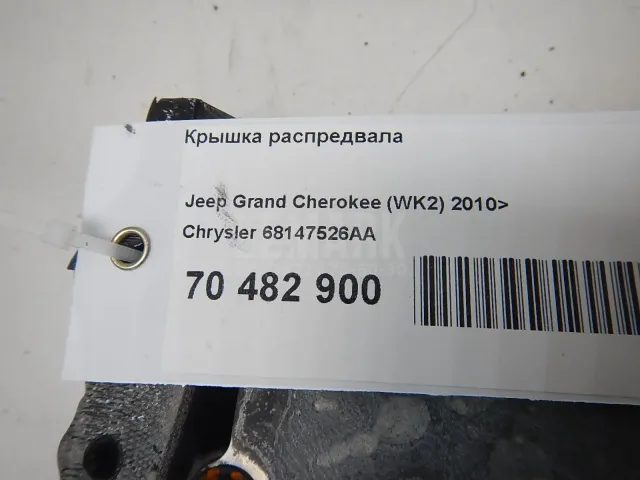 Крышка распредвала
Jeep Grand Cherokee (WK2) 2010>
Chrysler 68147526AA
70 482 900